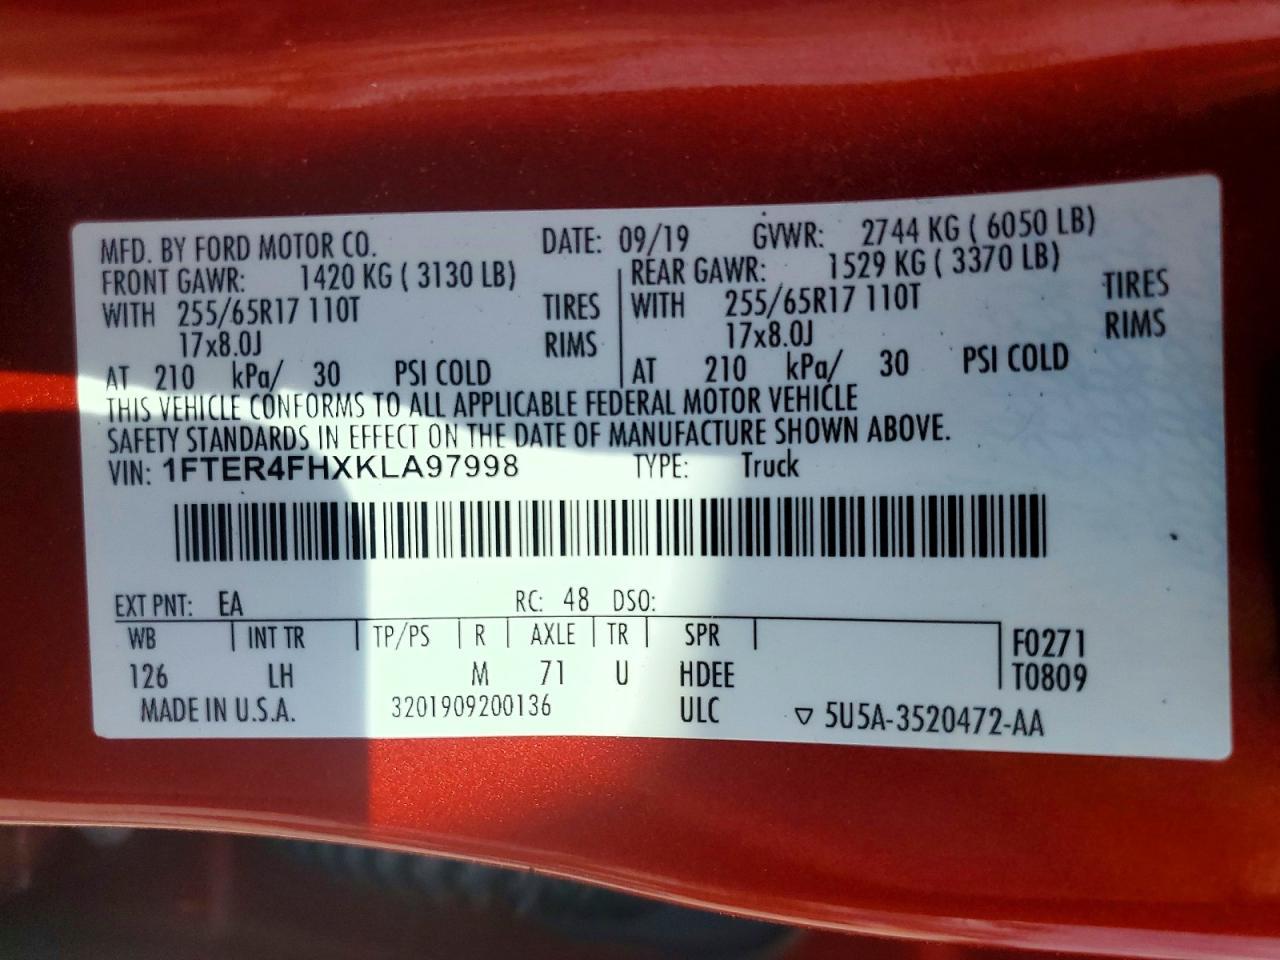 MFD. BY FORD MOTOR CO. DATE: 09/19 GVWR: 2744 KG ( 6050 LB)
FRONT GAWR: 1420 KG ( 3130 LB) REAR GAWR: 1529 KG ( 3370 LB)
WITH 255/65R17 110T TIRES WITH 255/65R17 110T TIRES
17x8.0J RIMS 17x8.0J RIMS
AT 210 kPa/ 30 PSI COLD AT 210 kPa/ 30 PSI COLD
THIS VEHICLE CONFORMS TO ALL APPLICABLE FEDERAL MOTOR VEHICLE
SAFETY STANDARDS IN EFFECT ON THE DATE OF MANUFACTURE SHOWN ABOVE.
VIN: 1FTER4FHXKLA97998 TYPE: Truck
EXT PNT: EA RC: 48 DSO:
WB INT TR TP/PS R AXLE TR SPR F0271
126 LH M 71 U HDEE T0809
MADE IN U.S.A. 3201909200136 ULC ▽ 5U5A-3520472-AA